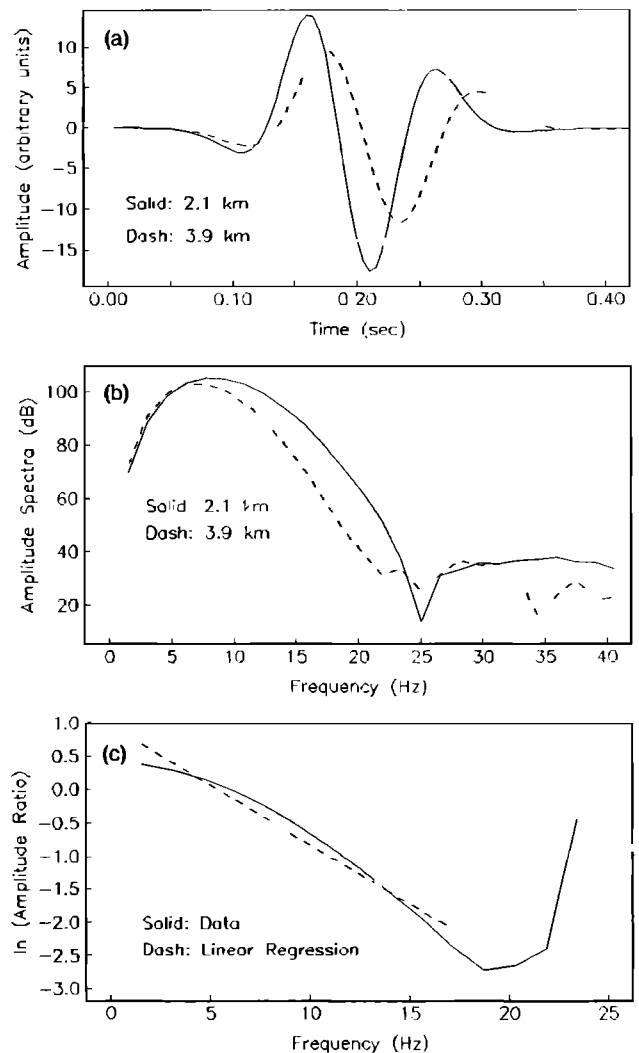 (a)
Amplitude (arbitrary units)
10
5
0
−5
−10
−15
Solid: 2.1 km
Dash: 3.9 km
0.00 0.10 0.20 0.30 0.40
Time (sec)
(b)
Amplitude Spectra (dB)
100
80
60
40
20
Solid 2.1 km
Dash: 3.9 km
0 5 10 15 20 25 30 35 40
Frequency (Hz)
(c)
ln (Amplitude Ratio)
1.0
0.5
0.0
−0.5
−1.0
−1.5
−2.0
−2.5
−3.0
Solid: Data
Dash: Linear Regression
0 5 10 15 20 25
Frequency (Hz)